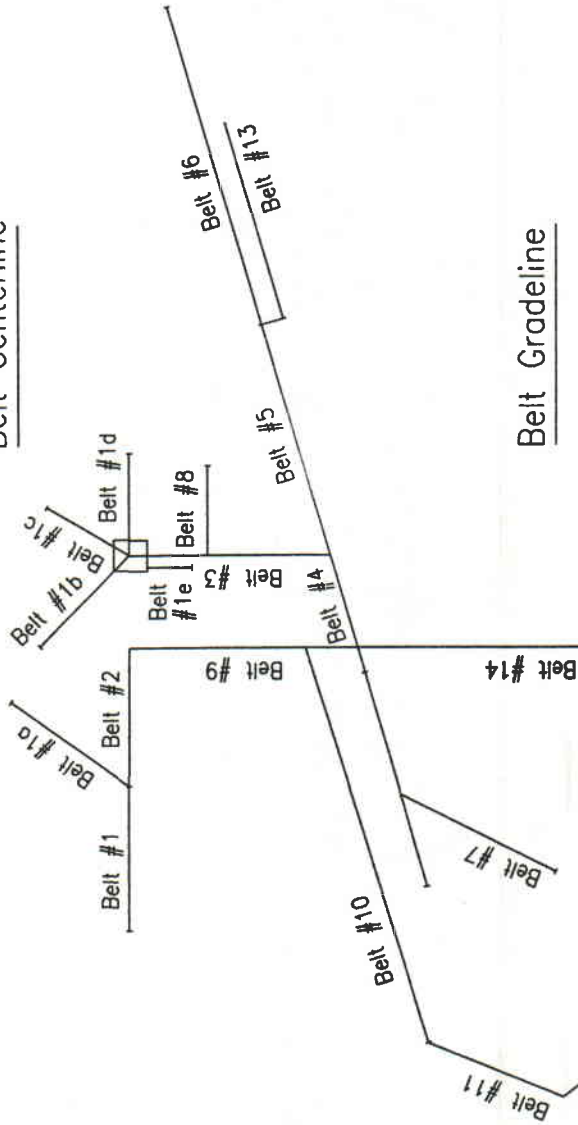 Belt Centerline
Belt #6
Belt #13
Belt #5
Belt #1d
Belt #8
Belt #1c
Belt #1b
Belt #1e
Belt #3
Belt #4
Belt #2
Belt #9
Belt #1a
Belt #1
Belt #14
Belt #7
Belt #10
Belt #11
Belt Gradeline